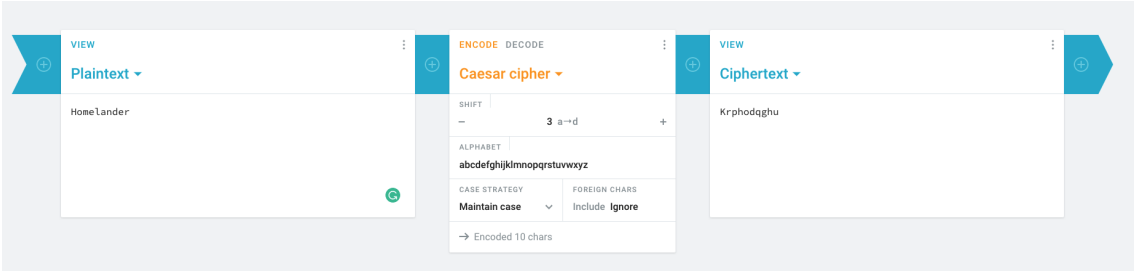 VIEW
Plaintext
Homelander
ENCODE DECODE
Caesar cipher
SHIFT
− 3 a→d +
ALPHABET
abcdefghijklmnopqrstuvwxyz
CASE STRATEGY
Maintain case
FOREIGN CHARS
Include Ignore
→ Encoded 10 chars
VIEW
Ciphertext
Krphodqghu